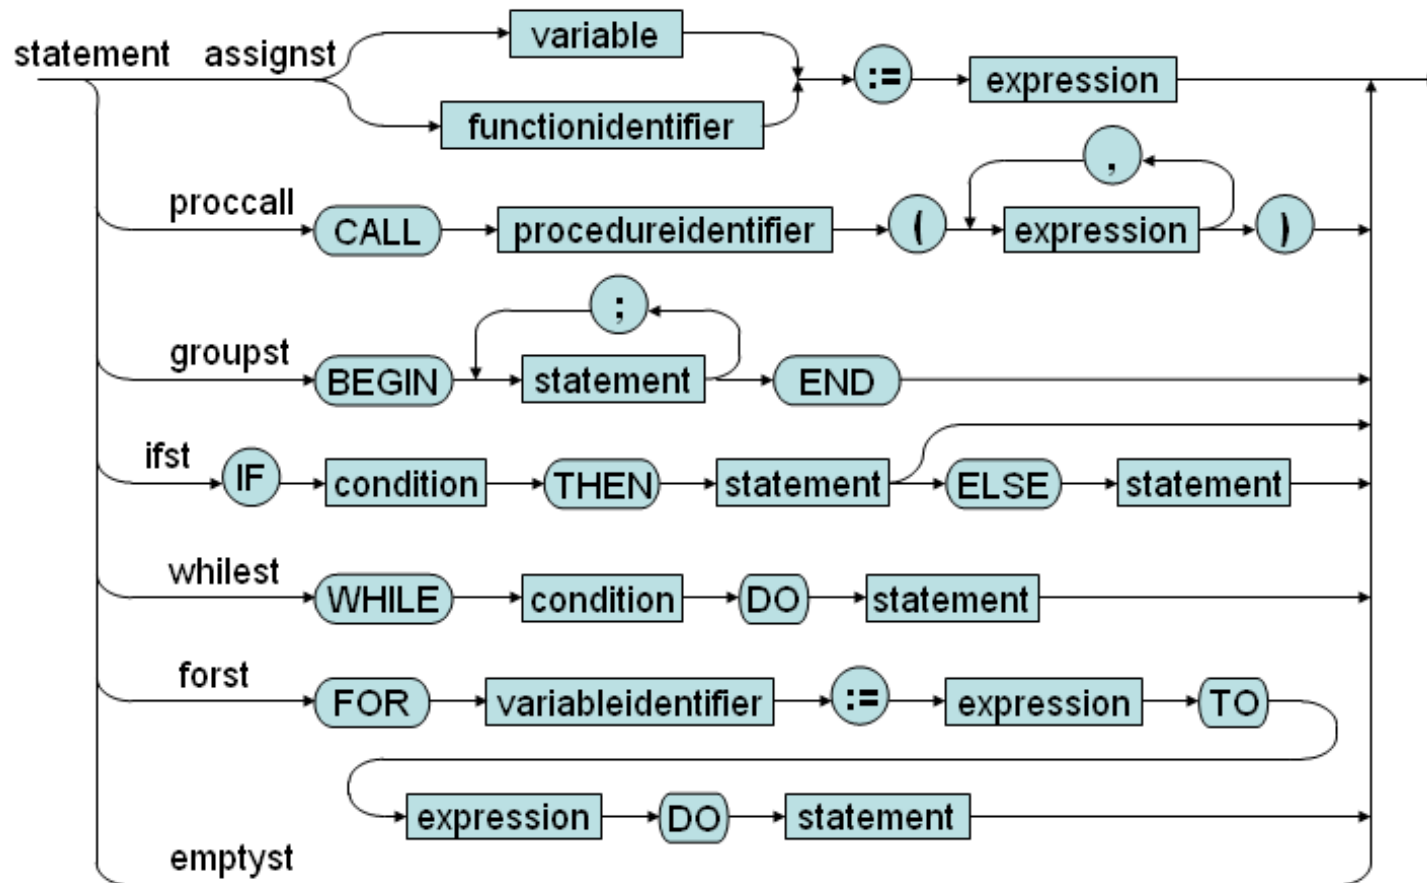 statement assignst variable := expression
functionidentifier
,
proccall CALL procedureidentifier ( expression )
;
groupst BEGIN statement END
ifst IF condition THEN statement ELSE statement
whilest WHILE condition DO statement
forst FOR variableidentifier := expression TO
expression DO statement
emptyst